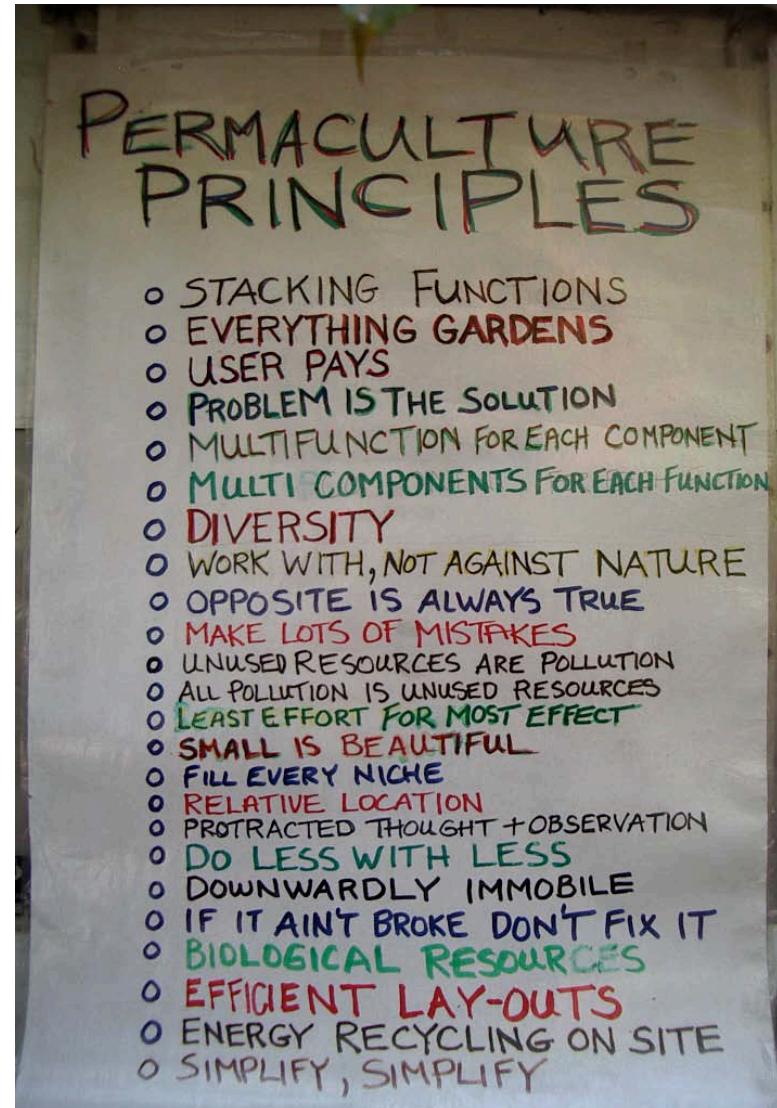 PERMACULTURE
PRINCIPLES
STACKING FUNCTIONS
EVERYTHING GARDENS
USER PAYS
PROBLEM IS THE SOLUTION
MULTIFUNCTION FOR EACH COMPONENT
MULTI COMPONENTS FOR EACH FUNCTION
DIVERSITY
WORK WITH, NOT AGAINST NATURE
OPPOSITE IS ALWAYS TRUE
MAKE LOTS OF MISTAKES
UNUSED RESOURCES ARE POLLUTION
ALL POLLUTION IS UNUSED RESOURCES
LEAST EFFORT FOR MOST EFFECT
SMALL IS BEAUTIFUL
FILL EVERY NICHE
RELATIVE LOCATION
PROTRACTED THOUGHT + OBSERVATION
DO LESS WITH LESS
DOWNWARDLY IMMOBILE
IF IT AIN'T BROKE DON'T FIX IT
BIOLOGICAL RESOURCES
EFFICIENT LAY-OUTS
ENERGY RECYCLING ON SITE
SIMPLIFY, SIMPLIFY